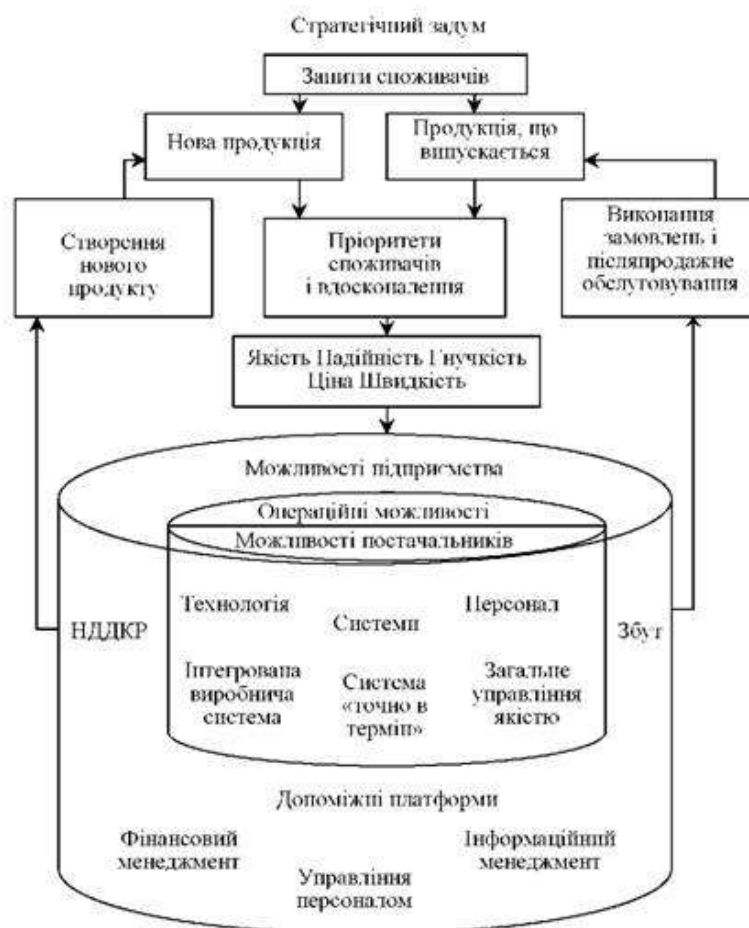 Стратегічний задум
Запити споживачів
Нова продукція
Продукція, що
випускається
Створення
нового
продукту
Пріоритети
споживачів
і вдосконалення
Виконання
замовлень і
післяпродажне
обслуговування
Якість Надійність Гнучкість
Ціна Швидкість
Можливості підприємства
Операційні можливості
Можливості постачальників
Технологія
Системи
Персонал
НДДКР
Збут
Інтегрована
виробнича
система
Система
«точно в
термін»
Загальне
управління
якістю
Допоміжні платформи
Фінансовий
менеджмент
Управління
персоналом
Інформаційний
менеджмент